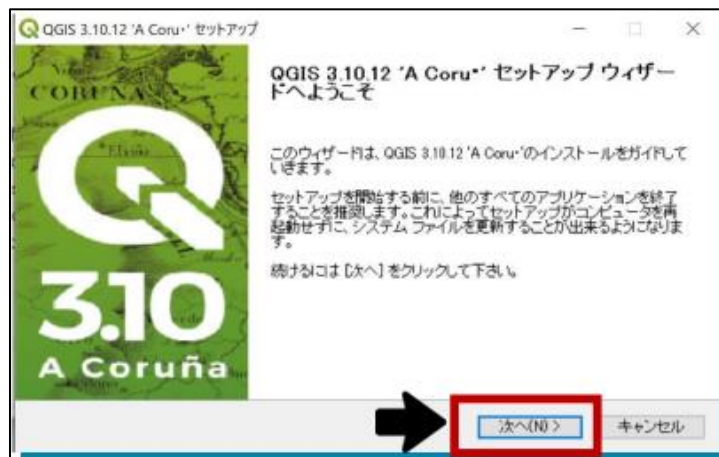 QGIS 3.10.12 'A Coru·' セットアップ
CORUNA
3.10
A Coruña
QGIS 3.10.12 'A Coru・' セットアップ ウィザー
ドへようこそ
このウィザードは、QGIS 3.10.12 'A Coru・'のインストールをガイドして
いきます。
セットアップを開始する前に、他のすべてのアプリケーションを終了
することを推奨します。これによってセットアップがコンピュータを再
起動せずに、システム ファイルを更新することが出来るようになりま
す。
続けるには [次へ] をクリックして下さい。
次へ(N) >
キャンセル